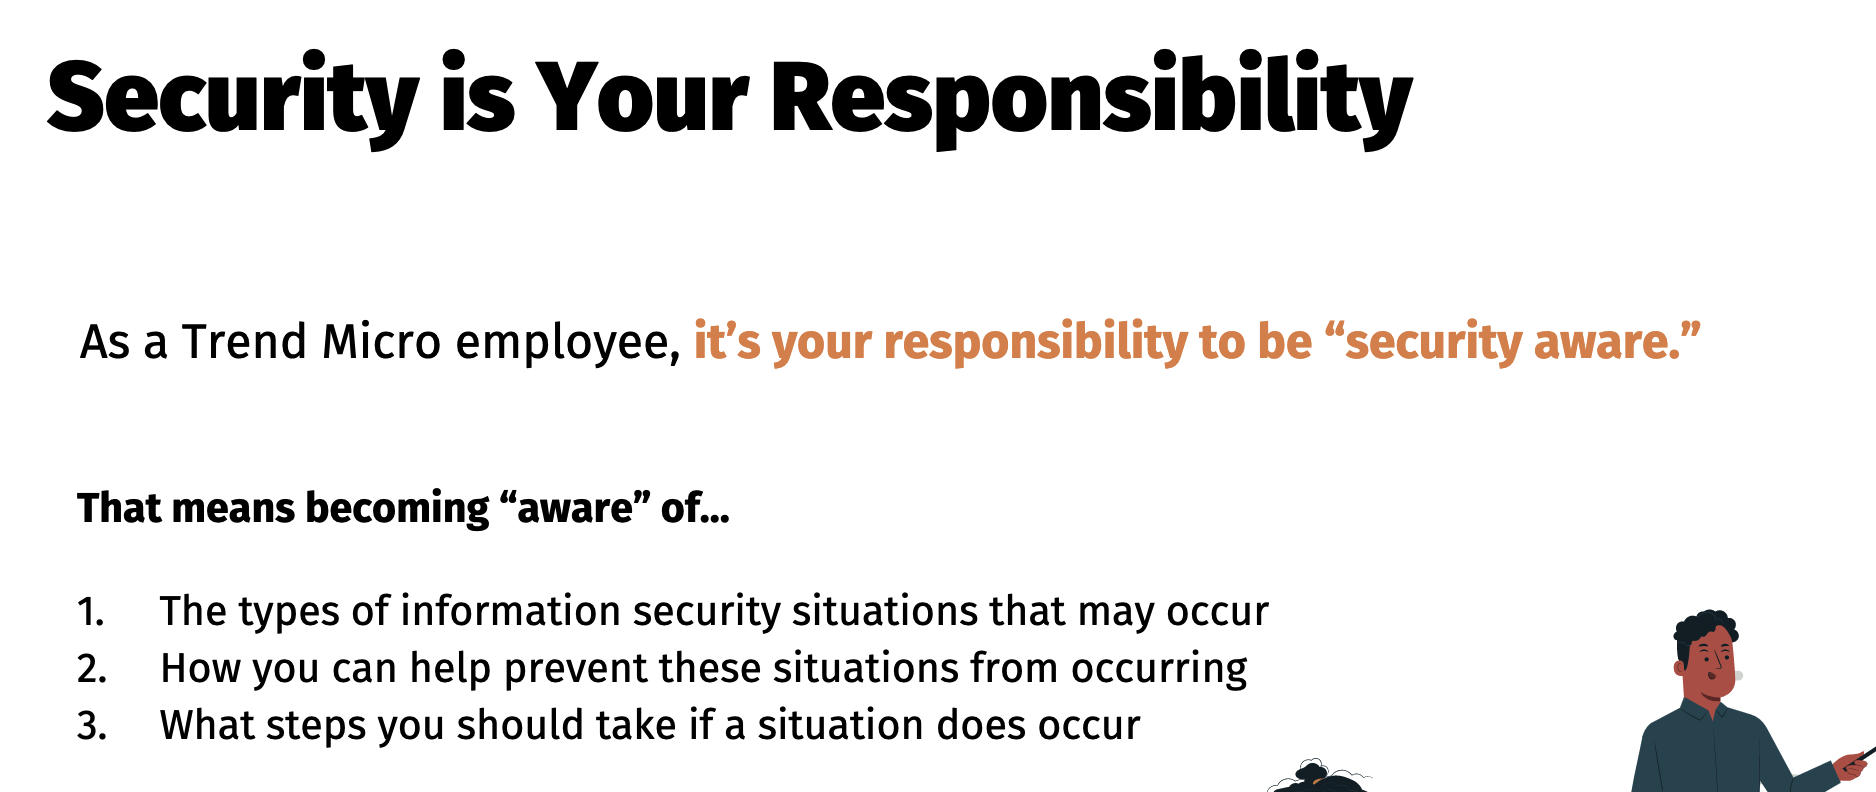 Security is Your Responsibility
As a Trend Micro employee, it’s your responsibility to be “security aware.”
That means becoming “aware” of...
1. The types of information security situations that may occur
2. How you can help prevent these situations from occurring
3. What steps you should take if a situation does occur